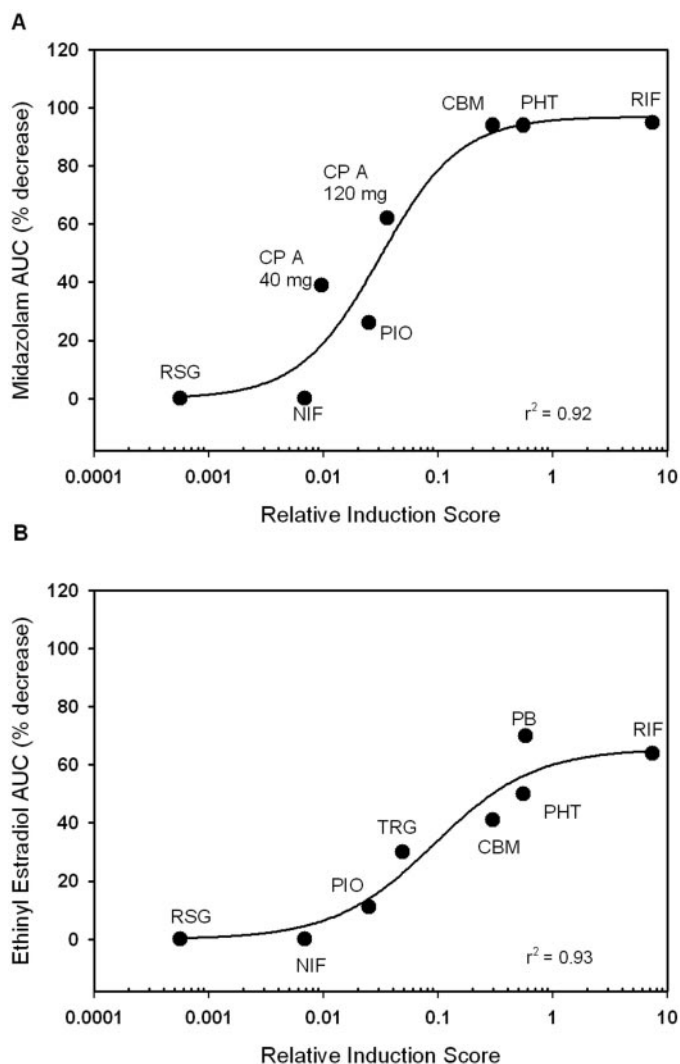 A
120
100
80
60
40
20
0
Midazolam AUC (% decrease)
CBM
PHT
RIF
CP A
120 mg
CP A
40 mg
PIO
RSG
NIF
r² = 0.92
0.0001
0.001
0.01
0.1
1
10
Relative Induction Score
B
120
100
80
60
40
20
0
Ethinyl Estradiol AUC (% decrease)
PB
RIF
PHT
TRG
CBM
PIO
RSG
NIF
r² = 0.93
0.0001
0.001
0.01
0.1
1
10
Relative Induction Score